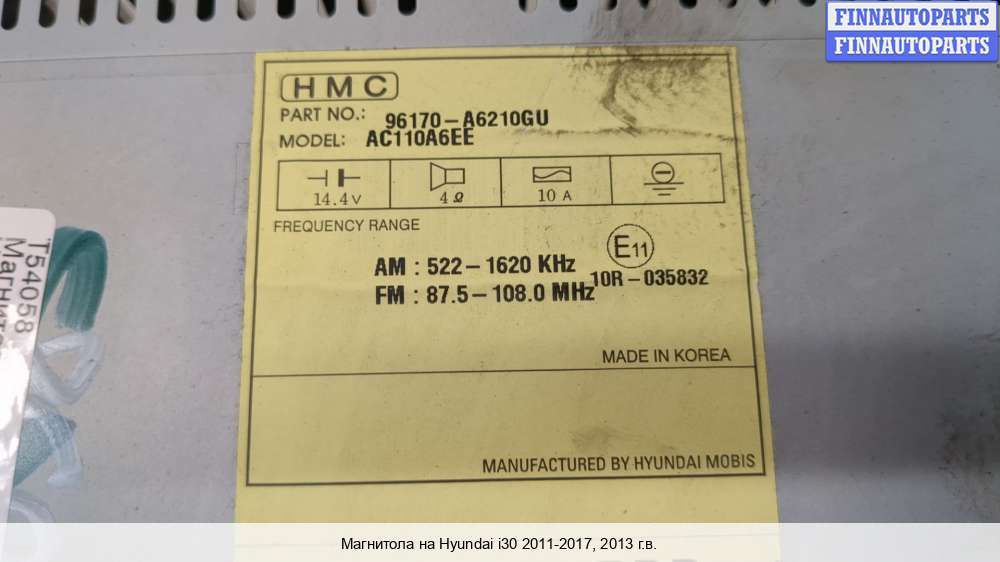 FINNAUTOPARTS
FINNAUTOPARTS
HMC
PART NO.: 96170-A6210GU
MODEL: AC110A6EE
14.4V 4Ω 10 A
FREQUENCY RANGE
E11
AM : 522-1620 KHz
10R-035832
FM : 87.5-108.0 MHz
MADE IN KOREA
MANUFACTURED BY HYUNDAI MOBIS
T54058
Магнитола на Hyundai i30 2011-2017, 2013 г.в.